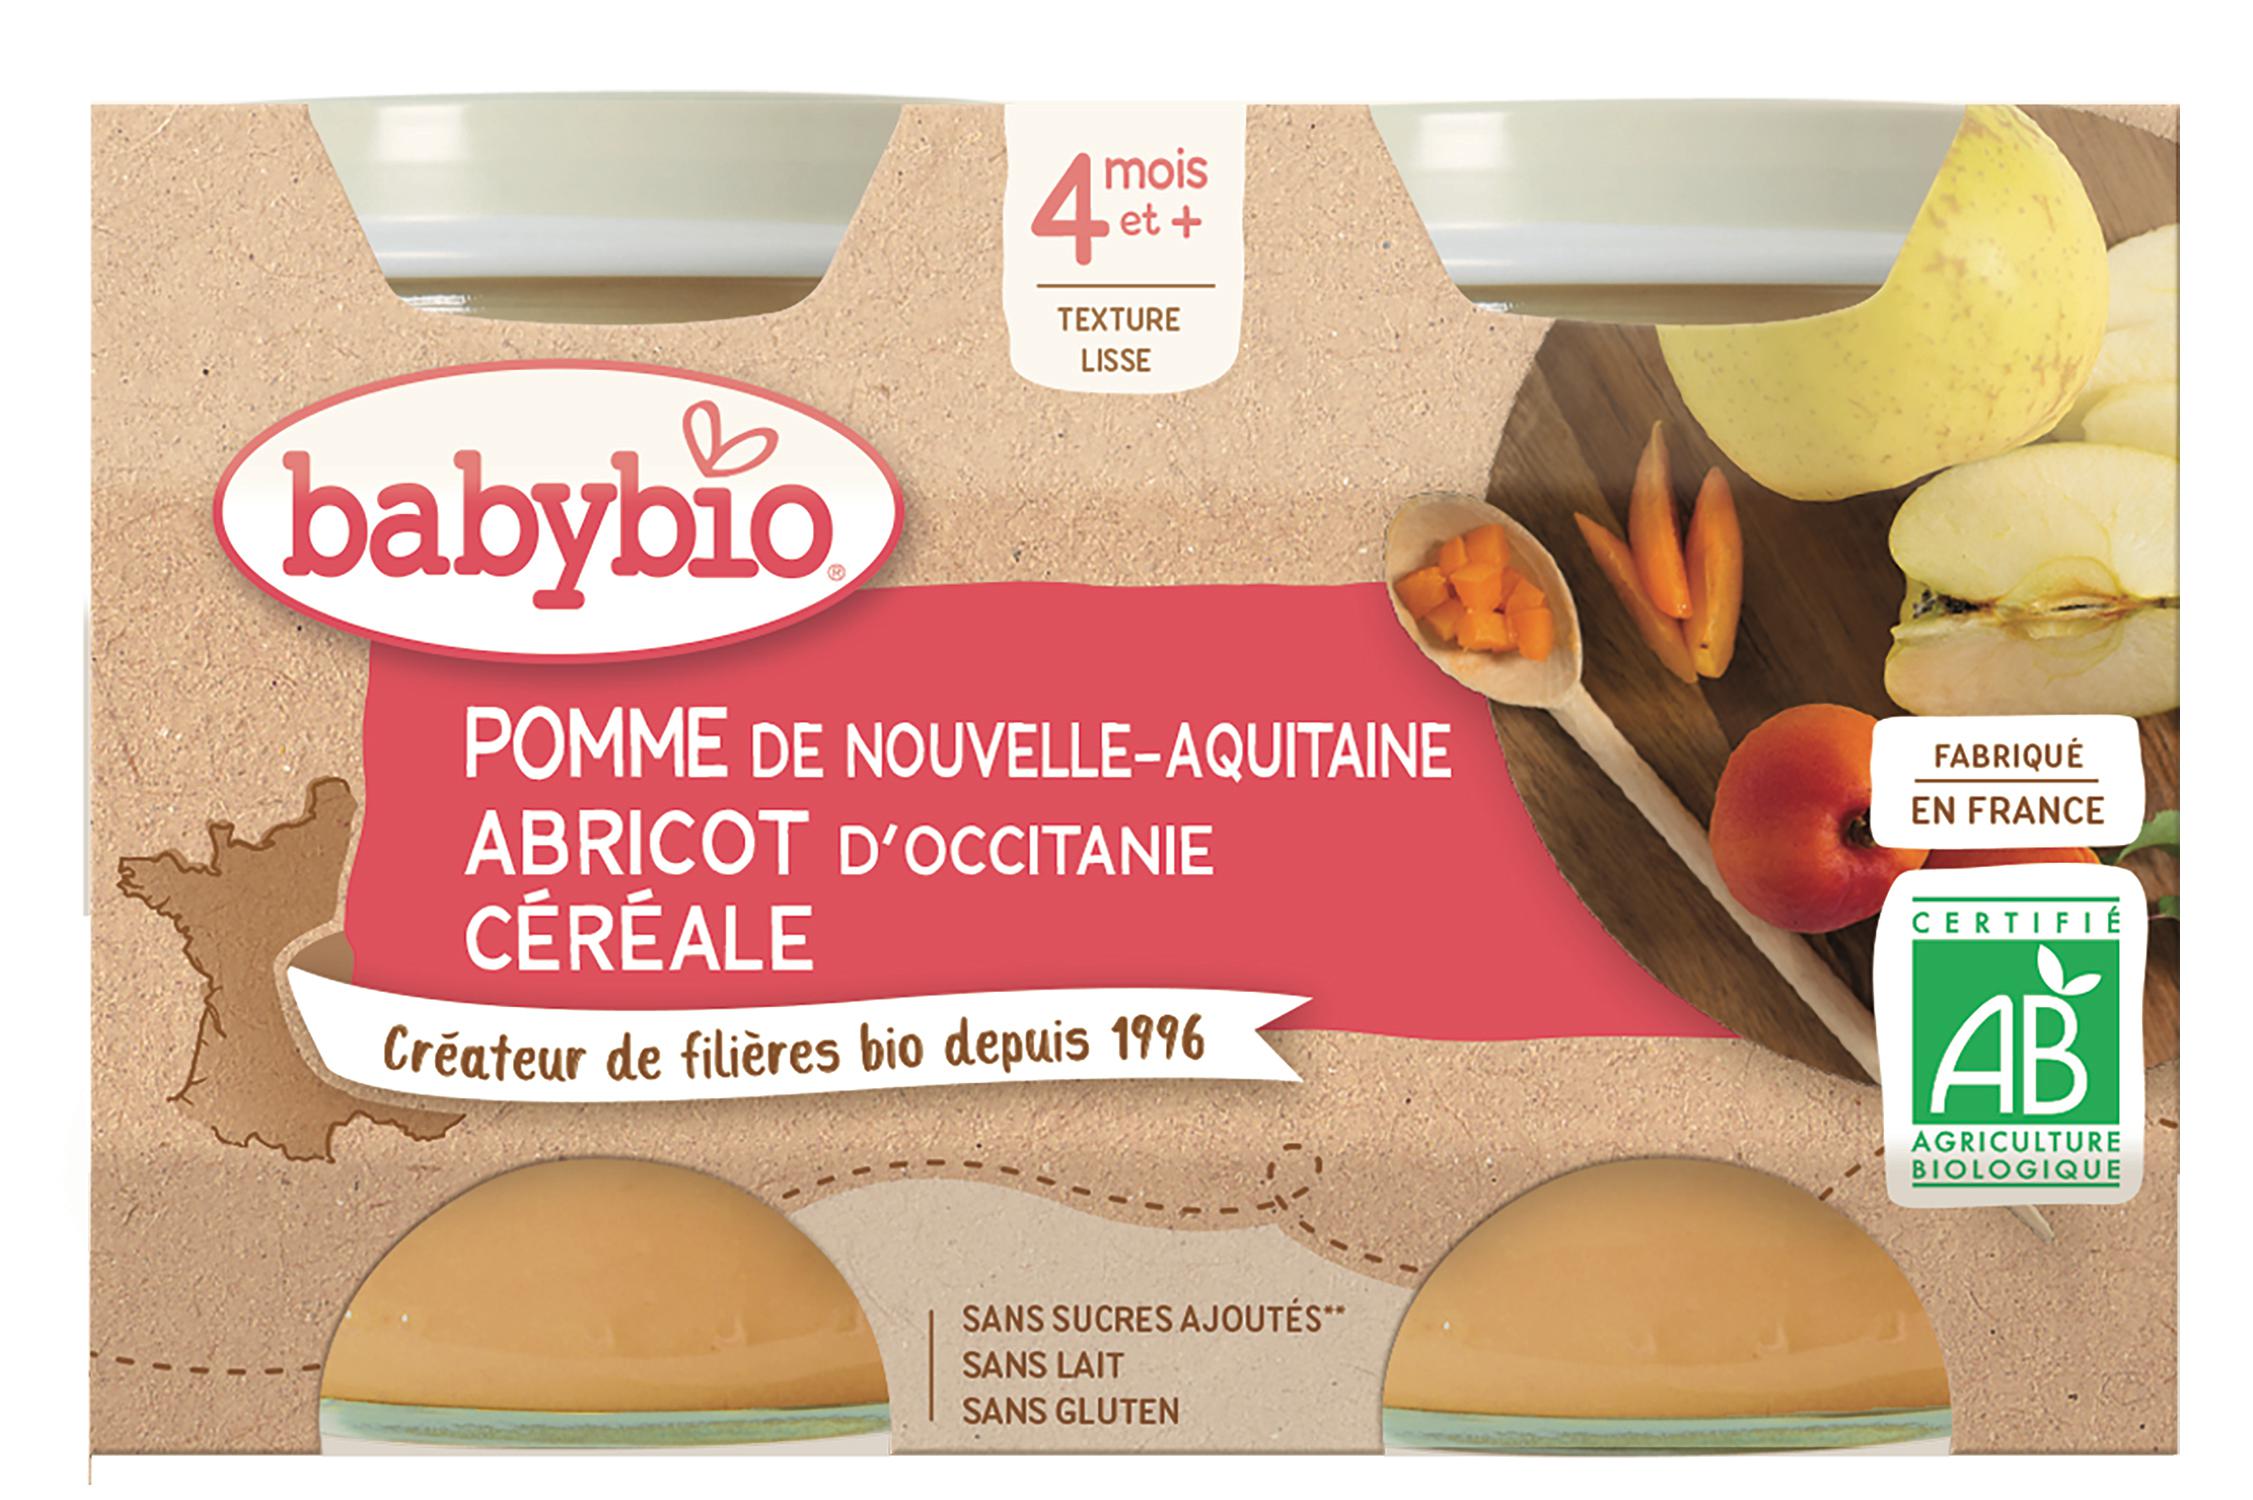 4 mois
et +
TEXTURE
LISSE
babybio®
POMME DE NOUVELLE-AQUITAINE
ABRICOT D'OCCITANIE
CÉRÉALE
Créateur de filières bio depuis 1996
FABRIQUÉ
EN FRANCE
CERTIFIÉ
AB
AGRICULTURE
BIOLOGIQUE
SANS SUCRES AJOUTÉS**
SANS LAIT
SANS GLUTEN